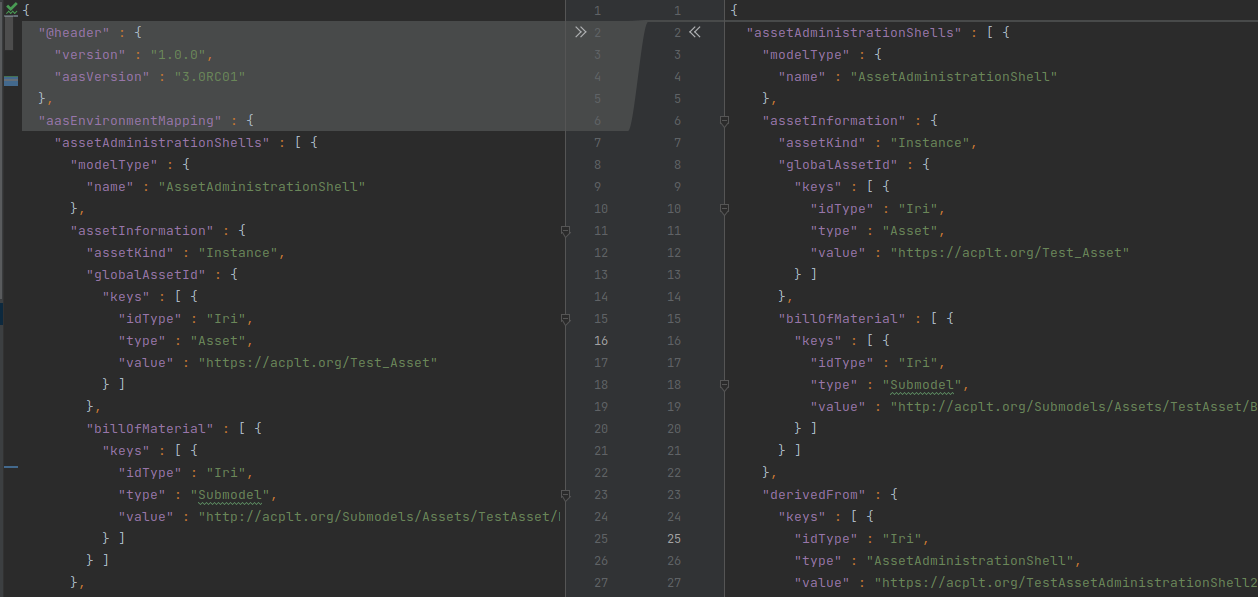 {
"@header" : {
"version" : "1.0.0",
"aasVersion" : "3.0RC01"
},
"aasEnvironmentMapping" : {
"assetAdministrationShells" : [ {
"modelType" : {
"name" : "AssetAdministrationShell"
},
"assetInformation" : {
"assetKind" : "Instance",
"globalAssetId" : {
"keys" : [ {
"idType" : "Iri",
"type" : "Asset",
"value" : "https://acplt.org/Test_Asset"
} ]
},
"billOfMaterial" : [ {
"keys" : [ {
"idType" : "Iri",
"type" : "Submodel",
"value" : "http://acplt.org/Submodels/Assets/TestAsset/
} ]
} ]
},
1 1
2 2
3 3
4 4
5 5
6 6
7 7
8 8
9 9
10 10
11 11
12 12
13 13
14 14
15 15
16 16
17 17
18 18
19 19
20 20
21 21
22 22
23 23
24 24
25 25
26 26
27 27
{
"assetAdministrationShells" : [ {
"modelType" : {
"name" : "AssetAdministrationShell"
},
"assetInformation" : {
"assetKind" : "Instance",
"globalAssetId" : {
"keys" : [ {
"idType" : "Iri",
"type" : "Asset",
"value" : "https://acplt.org/Test_Asset"
} ]
},
"billOfMaterial" : [ {
"keys" : [ {
"idType" : "Iri",
"type" : "Submodel",
"value" : "http://acplt.org/Submodels/Assets/TestAsset/B
} ]
} ]
},
"derivedFrom" : {
"keys" : [ {
"idType" : "Iri",
"type" : "AssetAdministrationShell",
"value" : "https://acplt.org/TestAssetAdministrationShell2